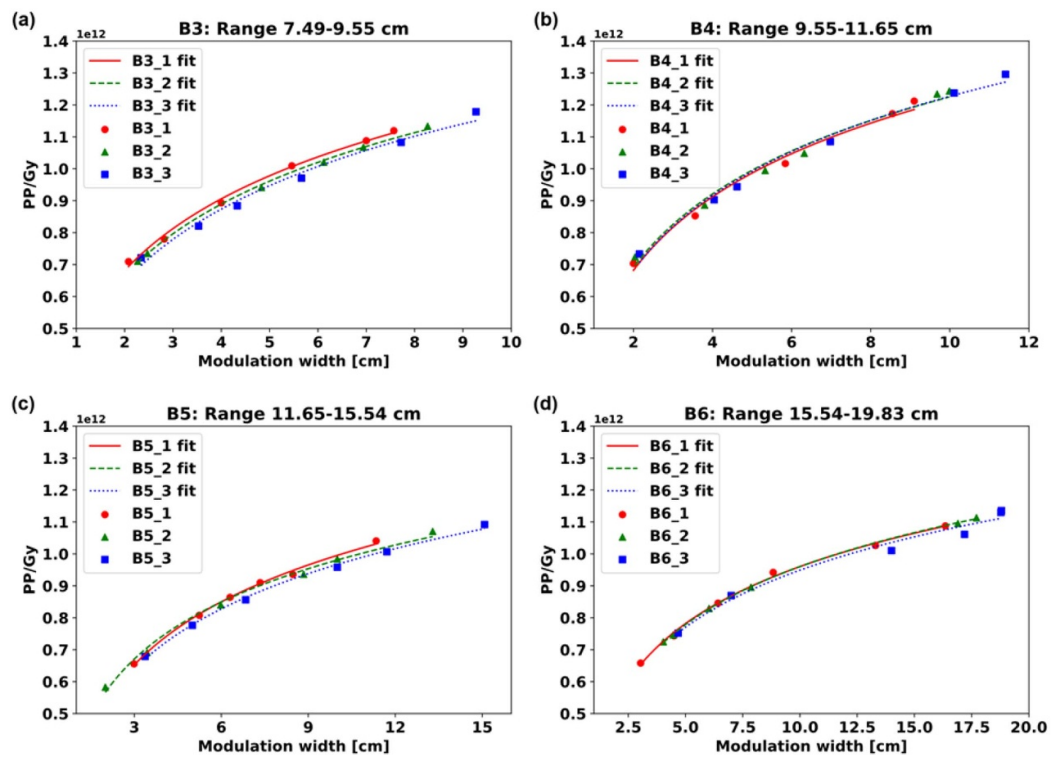 (a)
1e12
B3: Range 7.49-9.55 cm
1.4
1.3
1.2
1.1
1.0
0.9
0.8
0.7
0.6
0.5
PP/Gy
B3_1 fit
B3_2 fit
B3_3 fit
B3_1
B3_2
B3_3
1 2 3 4 5 6 7 8 9 10
Modulation width [cm]
(b)
1e12
B4: Range 9.55-11.65 cm
1.4
1.3
1.2
1.1
1.0
0.9
0.8
0.7
0.6
0.5
PP/Gy
B4_1 fit
B4_2 fit
B4_3 fit
B4_1
B4_2
B4_3
2 4 6 8 10 12
Modulation width [cm]
(c)
1e12
B5: Range 11.65-15.54 cm
1.4
1.3
1.2
1.1
1.0
0.9
0.8
0.7
0.6
0.5
PP/Gy
B5_1 fit
B5_2 fit
B5_3 fit
B5_1
B5_2
B5_3
3 6 9 12 15
Modulation width [cm]
(d)
1e12
B6: Range 15.54-19.83 cm
1.4
1.3
1.2
1.1
1.0
0.9
0.8
0.7
0.6
0.5
PP/Gy
B6_1 fit
B6_2 fit
B6_3 fit
B6_1
B6_2
B6_3
2.5 5.0 7.5 10.0 12.5 15.0 17.5 20.0
Modulation width [cm]